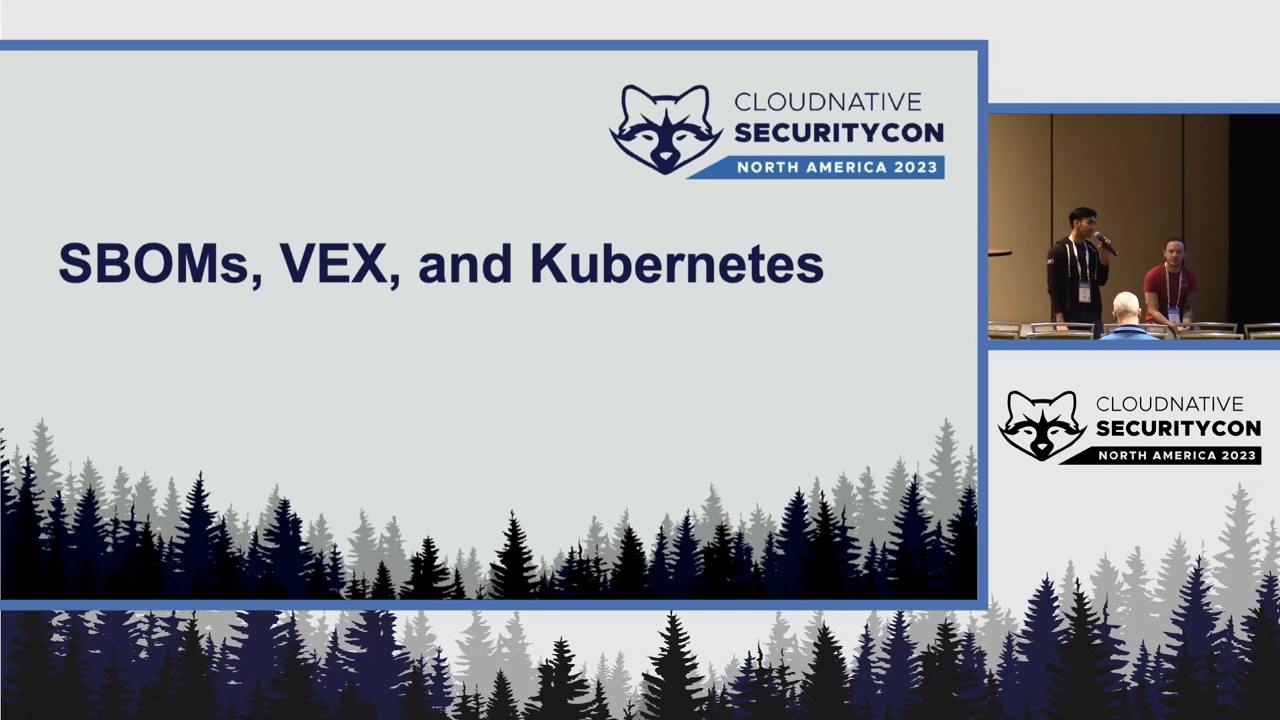 CLOUDNATIVE
SECURITYCON
NORTH AMERICA 2023
SBOMs, VEX, and Kubernetes
CLOUDNATIVE
SECURITYCON
NORTH AMERICA 2023